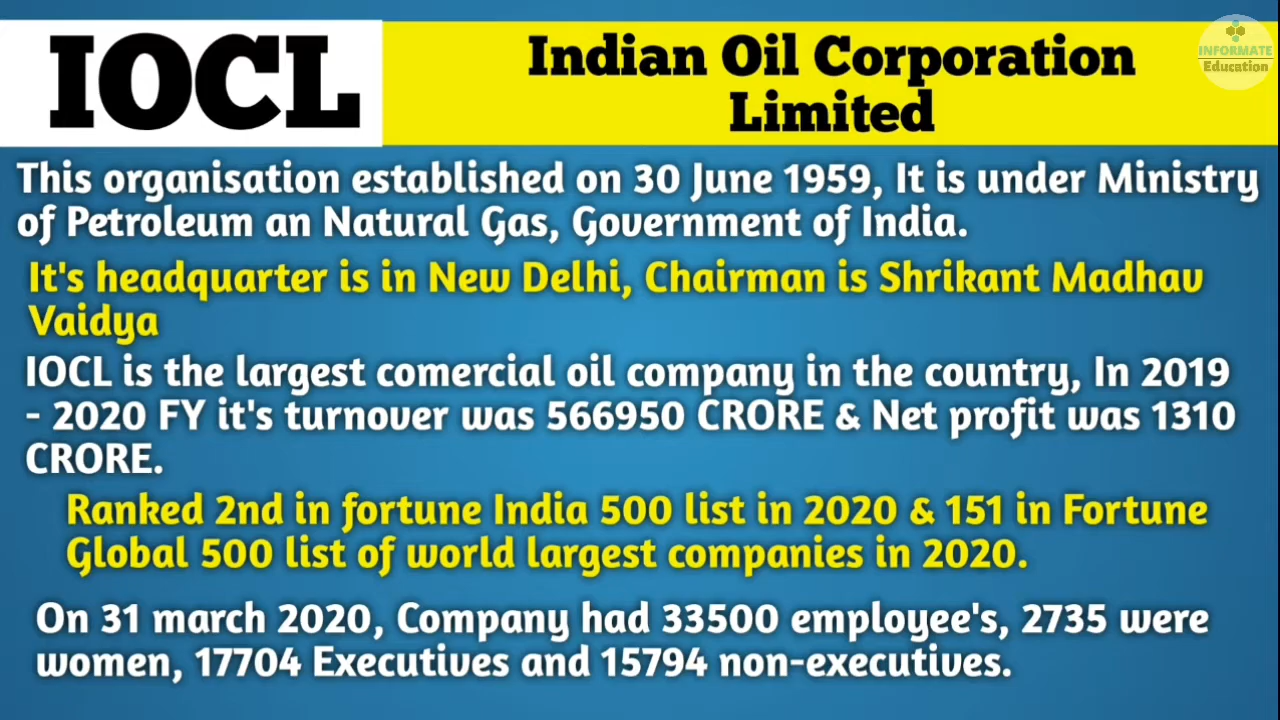 IOCL
Indian Oil Corporation
Limited
INFORMATE
Education
This organisation established on 30 June 1959, It is under Ministry
of Petroleum an Natural Gas, Government of India.
It's headquarter is in New Delhi, Chairman is Shrikant Madhav
Vaidya
IOCL is the largest comercial oil company in the country, In 2019
- 2020 FY it's turnover was 566950 CRORE & Net profit was 1310
CRORE.
Ranked 2nd in fortune India 500 list in 2020 & 151 in Fortune
Global 500 list of world largest companies in 2020.
On 31 march 2020, Company had 33500 employee's, 2735 were
women, 17704 Executives and 15794 non-executives.